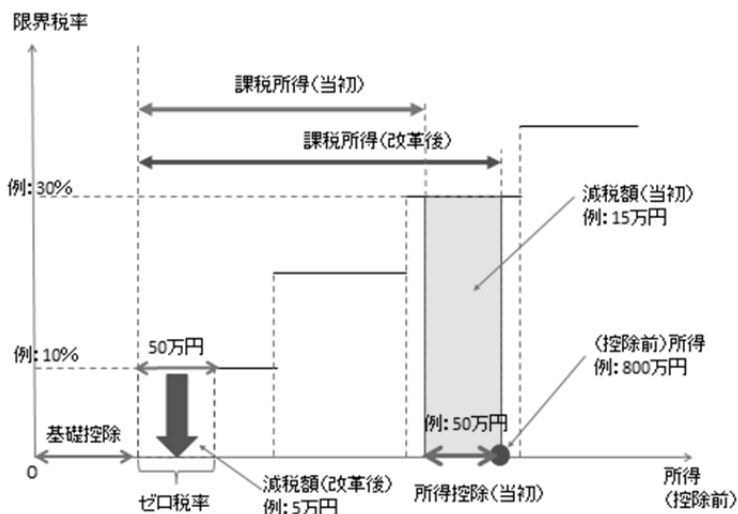 限界税率
課税所得(当初)
課税所得(改革後)
例: 30%
減税額(当初)
例: 15万円
例: 10%
50万円
(控除前)所得
例: 800万円
基礎控除
例: 50万円
0
ゼロ税率
減税額(改革後)
例: 5万円
所得控除(当初)
所得
(控除前)